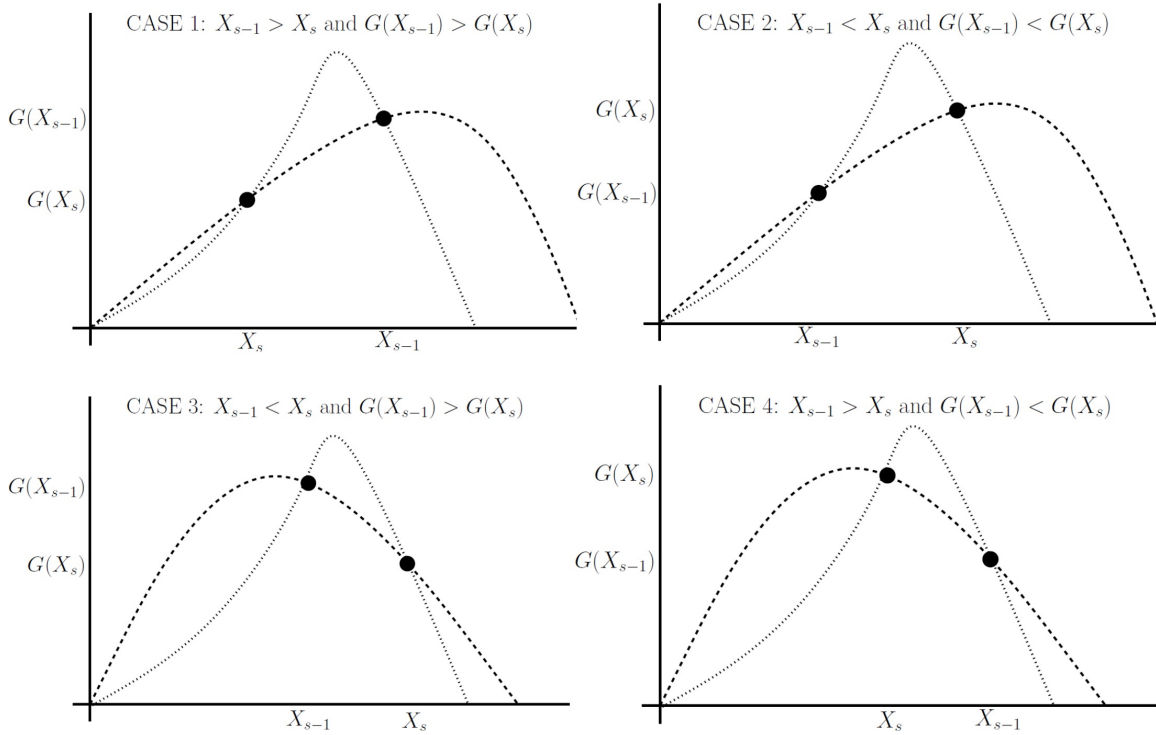 CASE 1: $X_{s-1} > X_s$ and $G(X_{s-1}) > G(X_s)$
$G(X_{s-1})$
$G(X_s)$
$X_s$
$X_{s-1}$
CASE 2: $X_{s-1} < X_s$ and $G(X_{s-1}) < G(X_s)$
$G(X_s)$
$G(X_{s-1})$
$X_{s-1}$
$X_s$
CASE 3: $X_{s-1} < X_s$ and $G(X_{s-1}) > G(X_s)$
$G(X_{s-1})$
$G(X_s)$
$X_{s-1}$
$X_s$
CASE 4: $X_{s-1} > X_s$ and $G(X_{s-1}) < G(X_s)$
$G(X_s)$
$G(X_{s-1})$
$X_s$
$X_{s-1}$